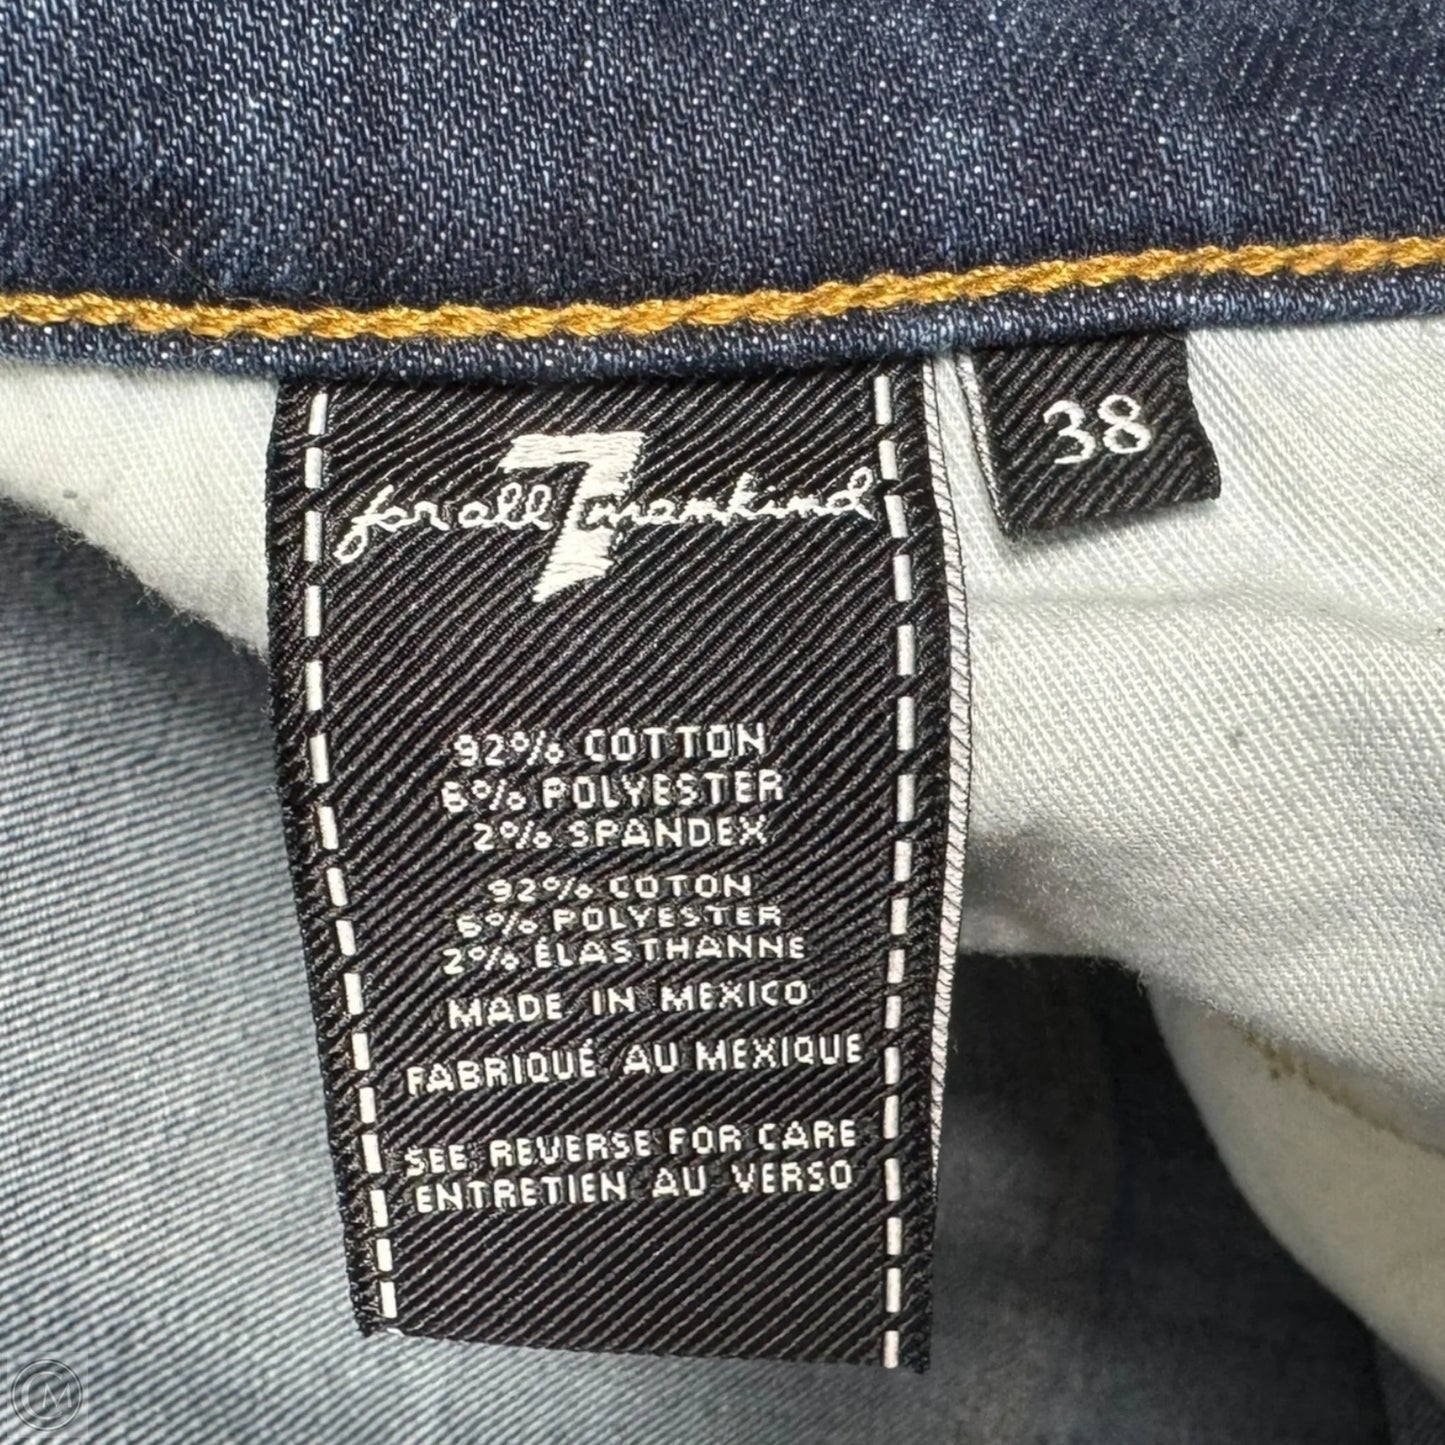 for all 7 mankind
38
92% COTTON
6% POLYESTER
2% SPANDEX
92% COTON
6% POLYESTER
2% ÉLASTHANNE
MADE IN MEXICO
FABRIQUÉ AU MEXIQUE
SEE REVERSE FOR CARE
ENTRETIEN AU VERSO
CM